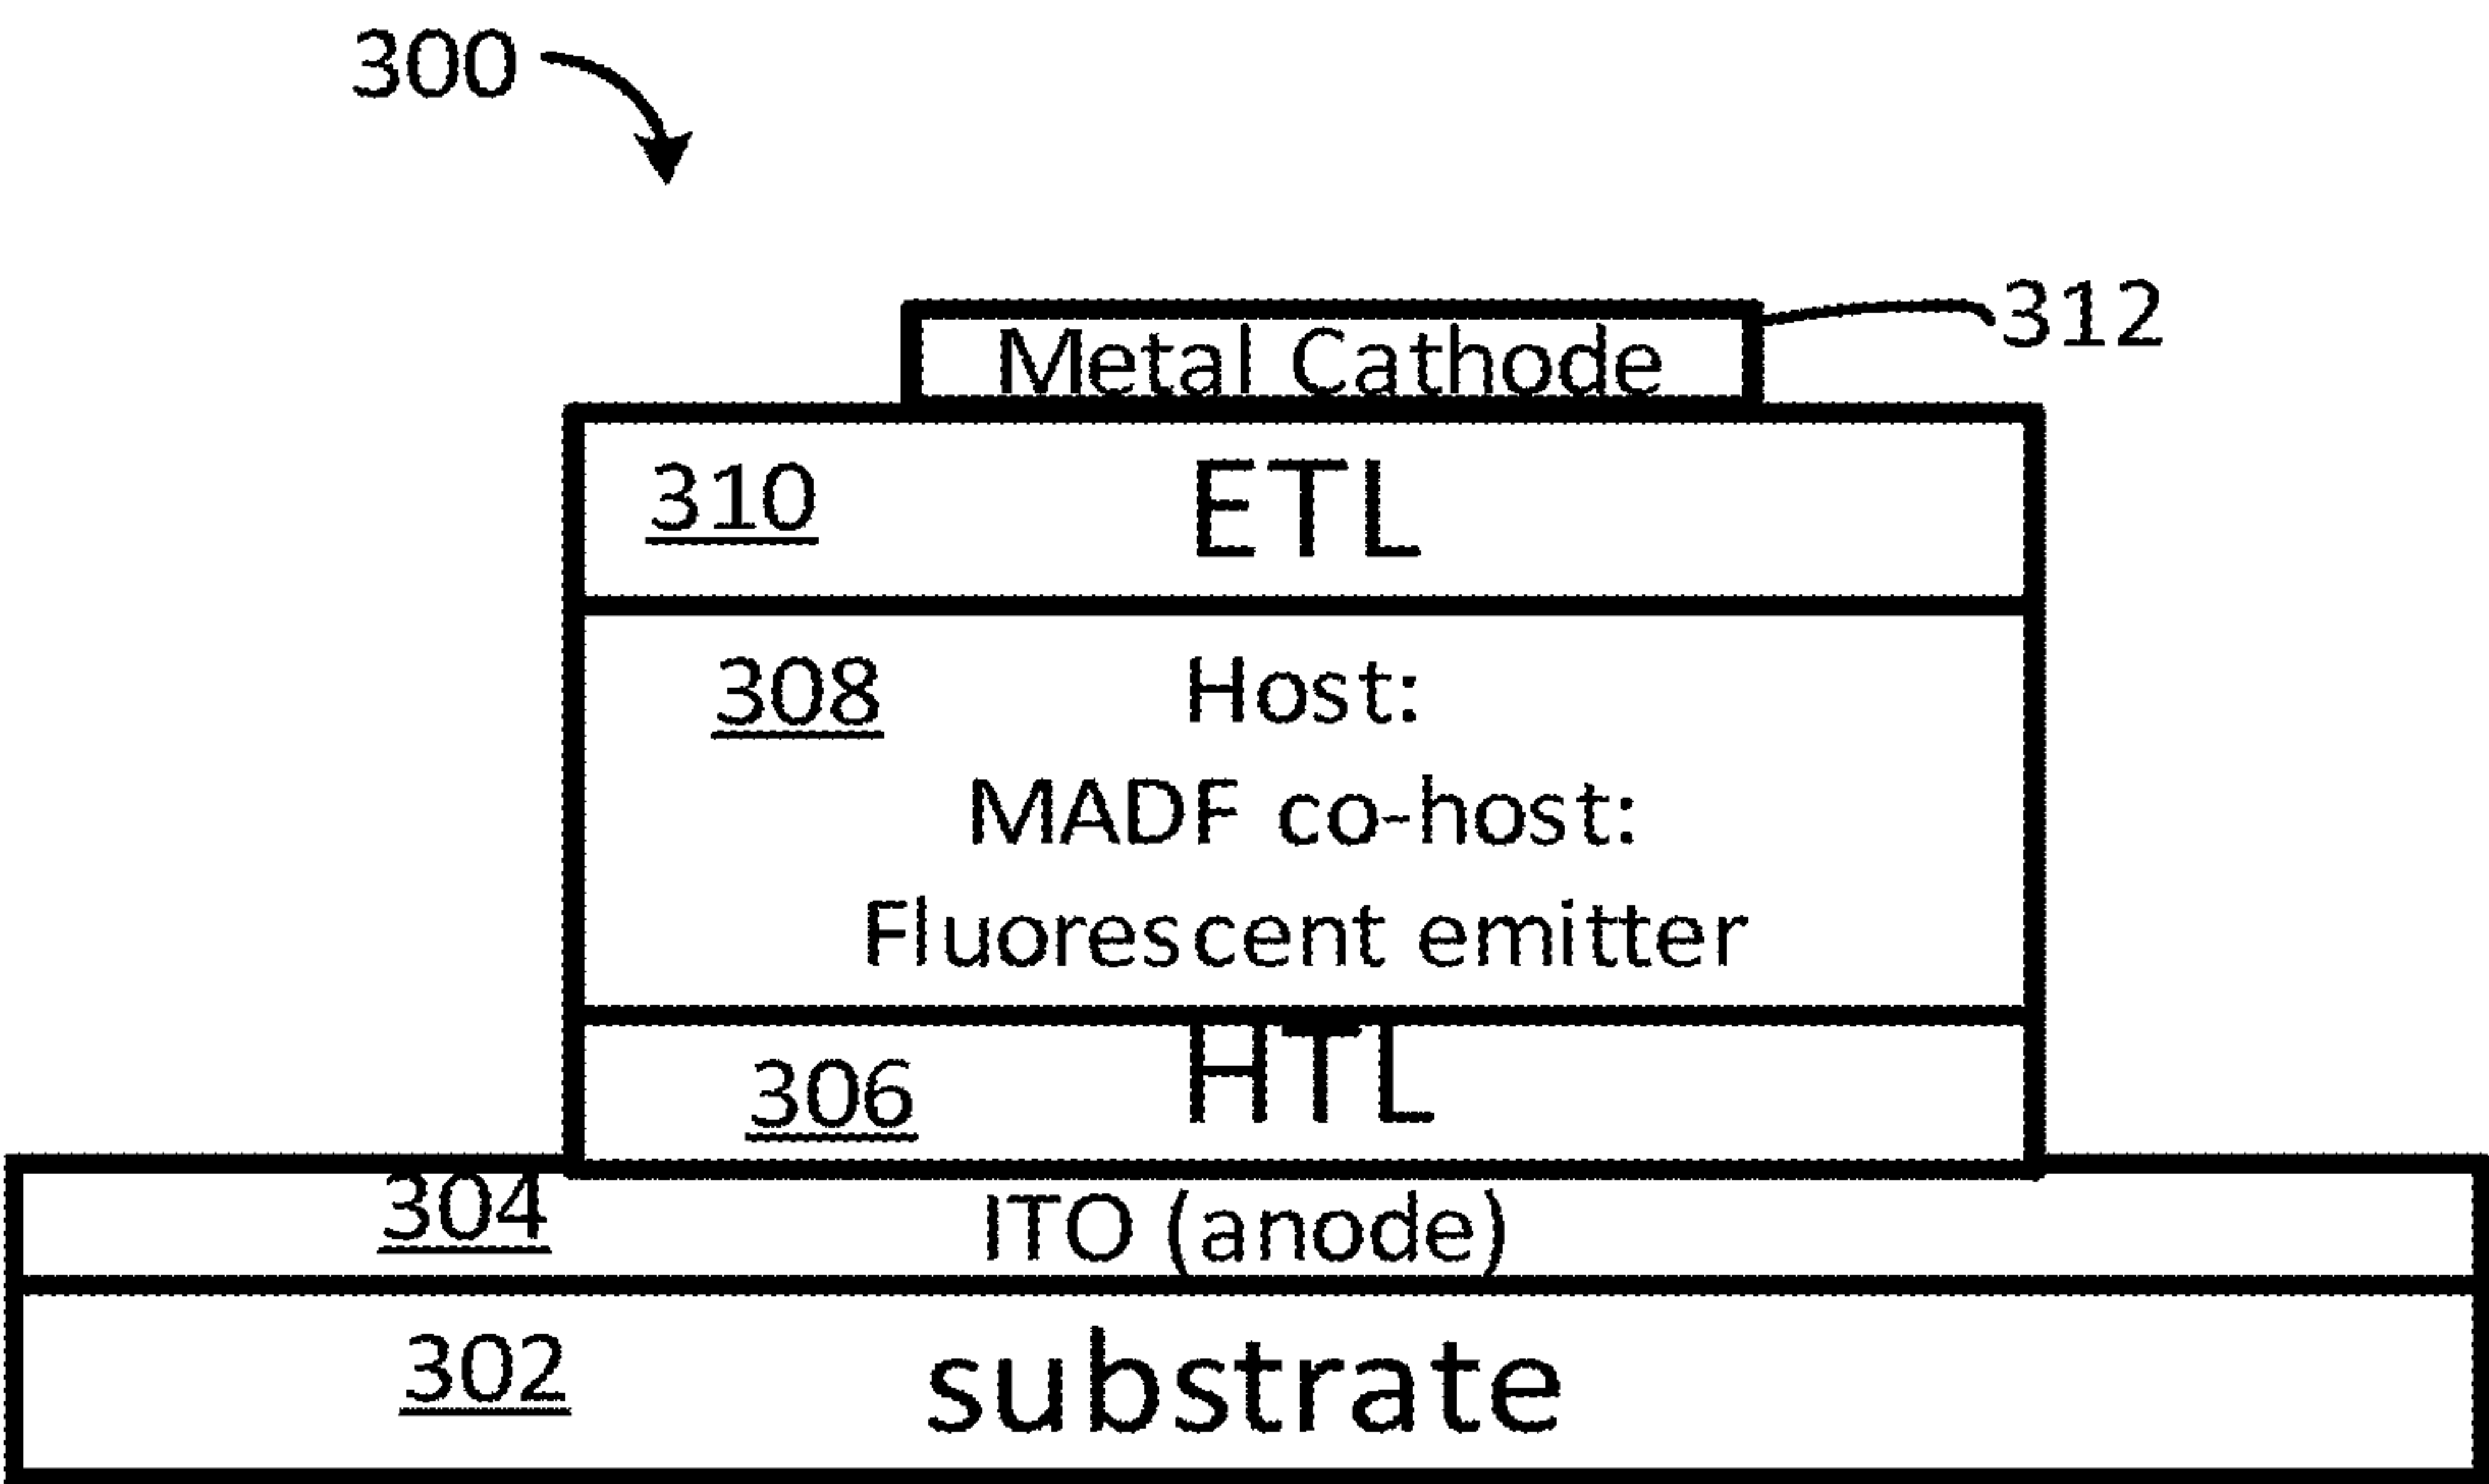 300
Metal Cathode
312
310 ETL
308 Host:
MADF co-host:
Fluorescent emitter
306 HTL
304 ITO (anode)
302 substrate